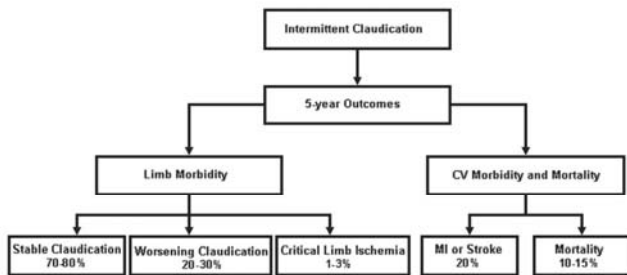 Intermittent Claudication
5-year Outcomes
Limb Morbidity
CV Morbidity and Mortality
Stable Claudication
70-80%
Worsening Claudication
20-30%
Critical Limb Ischemia
1-3%
MI or Stroke
20%
Mortality
10-15%